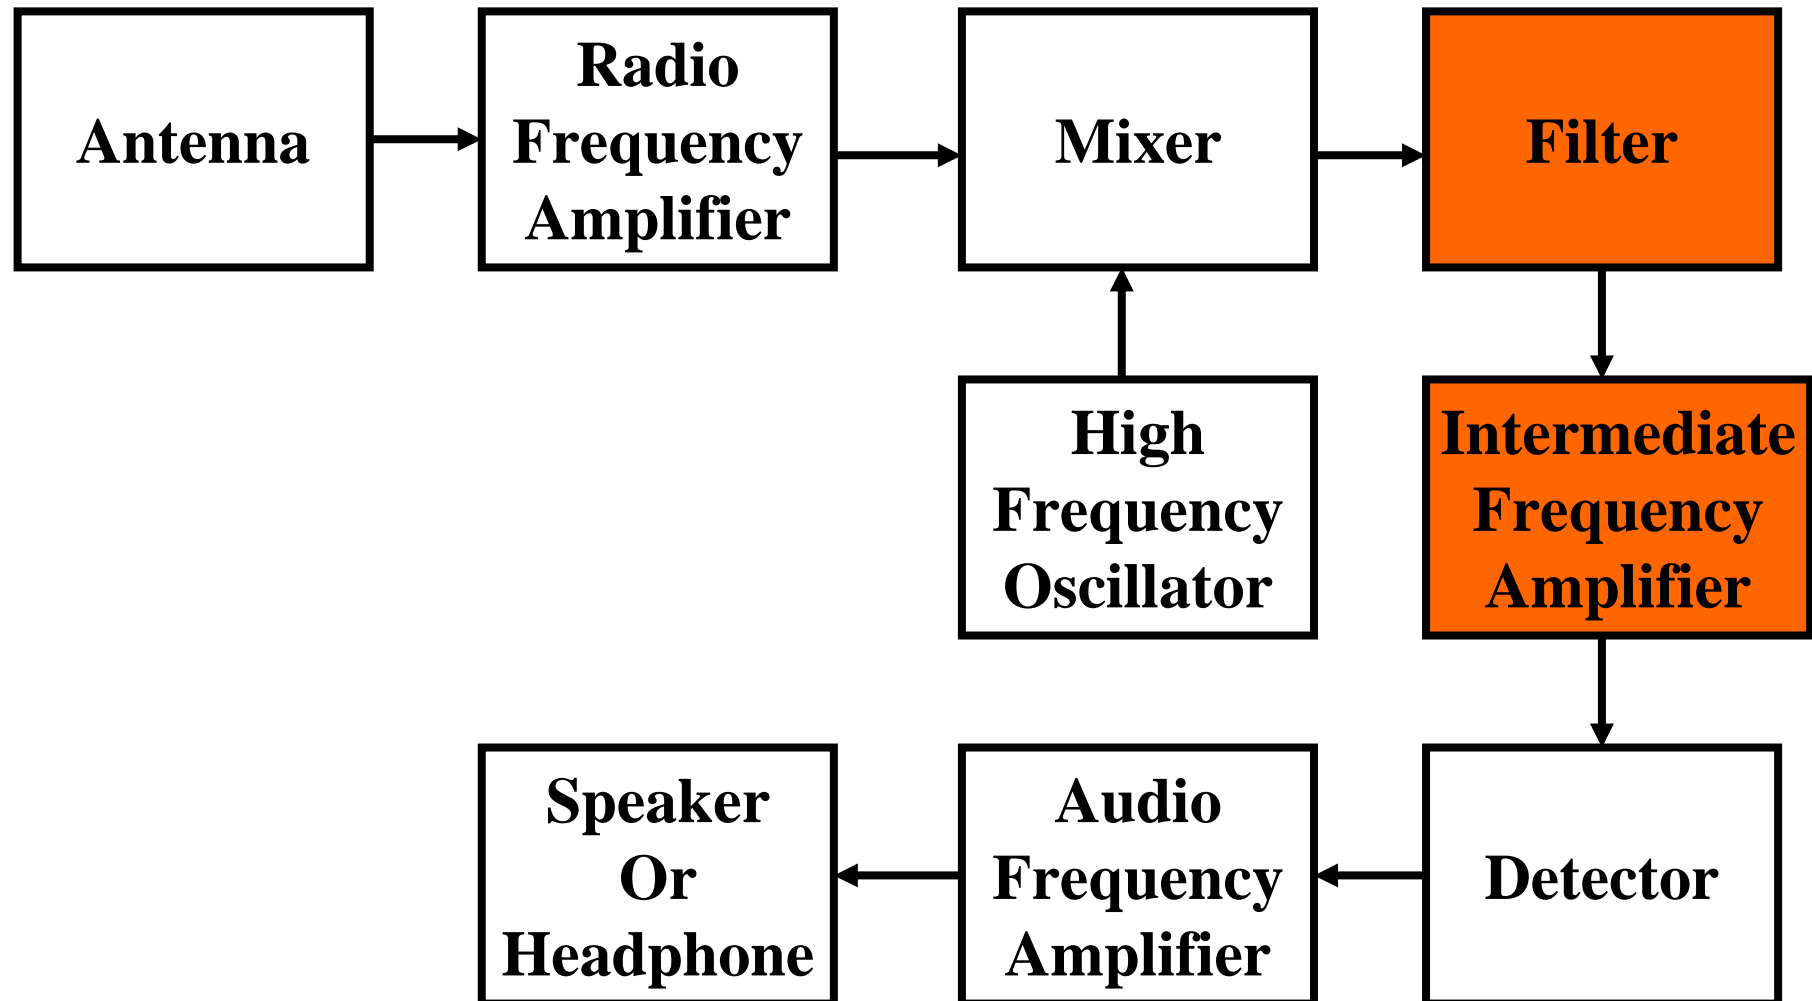 Antenna
Radio
Frequency
Amplifier
Mixer
Filter
High
Frequency
Oscillator
Intermediate
Frequency
Amplifier
Speaker
Or
Headphone
Audio
Frequency
Amplifier
Detector